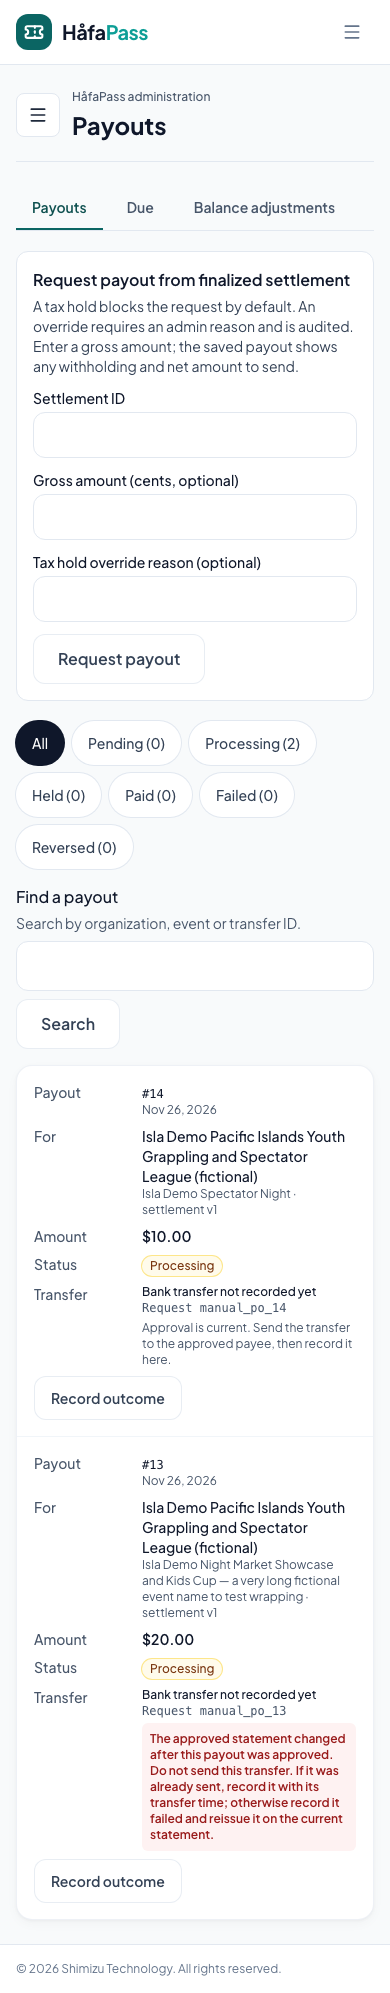 HåfaPass
HåfaPass administration
Payouts
Payouts
Due
Balance adjustments
Request payout from finalized settlement
A tax hold blocks the request by default. An
override requires an admin reason and is audited.
Enter a gross amount; the saved payout shows
any withholding and net amount to send.
Settlement ID
Gross amount (cents, optional)
Tax hold override reason (optional)
Request payout
All
Pending (0)
Processing (2)
Held (0)
Paid (0)
Failed (0)
Reversed (0)
Find a payout
Search by organization, event or transfer ID.
Search
Payout
#14
Nov 26, 2026
For
Isla Demo Pacific Islands Youth
Grappling and Spectator
League (fictional)
Isla Demo Spectator Night ·
settlement v1
Amount
$10.00
Status
Processing
Transfer
Bank transfer not recorded yet
Request manual_po_14
Approval is current. Send the transfer
to the approved payee, then record it
here.
Record outcome
Payout
#13
Nov 26, 2026
For
Isla Demo Pacific Islands Youth
Grappling and Spectator
League (fictional)
Isla Demo Night Market Showcase
and Kids Cup — a very long fictional
event name to test wrapping ·
settlement v1
Amount
$20.00
Status
Processing
Transfer
Bank transfer not recorded yet
Request manual_po_13
The approved statement changed
after this payout was approved.
Do not send this transfer. If it was
already sent, record it with its
transfer time; otherwise record it
failed and reissue it on the current
statement.
Record outcome
© 2026 Shimizu Technology. All rights reserved.